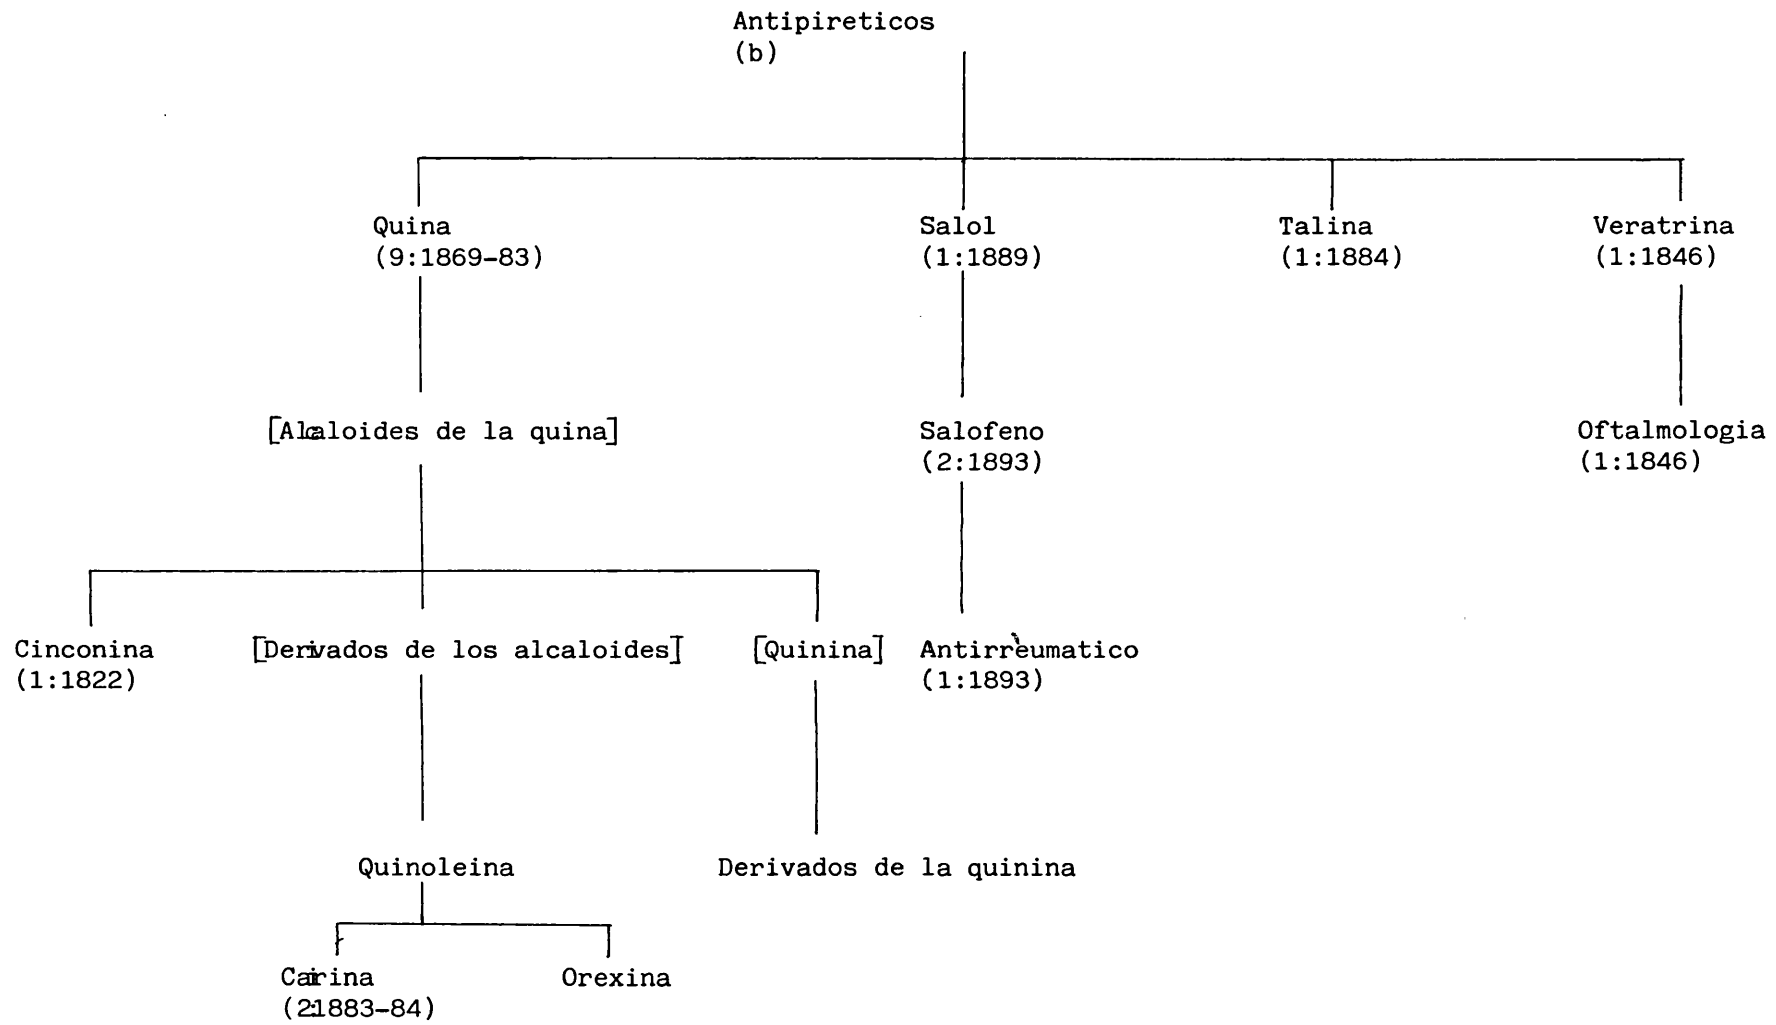 Antipireticos
(b)
Quina
(9:1869-83)
Salol
(1:1889)
Talina
(1:1884)
Veratrina
(1:1846)
[Alcaloides de la quina]
Salofeno
(2:1893)
Oftalmologia
(1:1846)
Cinconina
(1:1822)
[Derivados de los alcaloides]
[Quinina]
Antirreumatico
(1:1893)
Quinoleina
Derivados de la quinina
Cairina
(2:1883-84)
Orexina